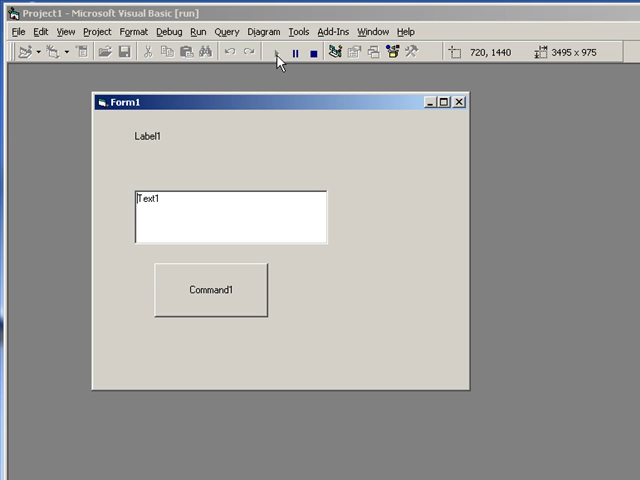 Project1 - Microsoft Visual Basic [run]
File Edit View Project Format Debug Run Query Diagram Tools Add-Ins Window Help
720, 1440 3495 x 975
Form1
Label1
Text1
Command1